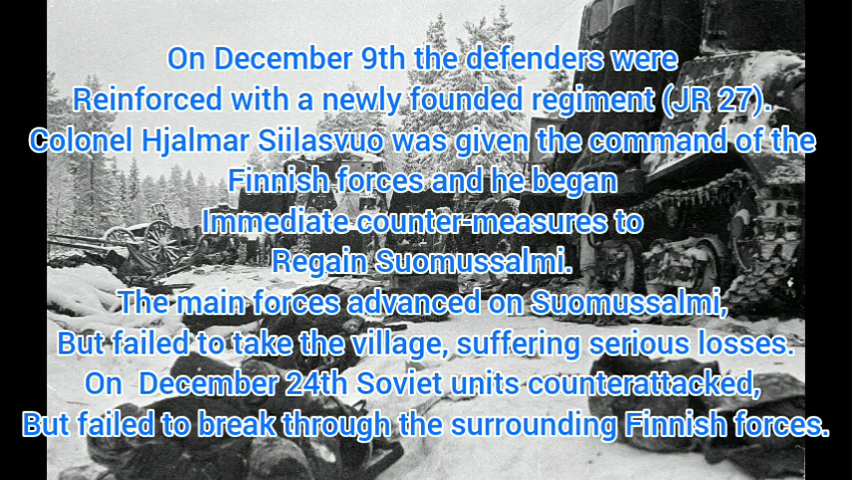 On December 9th the defenders were
Reinforced with a newly founded regiment (JR 27).
Colonel Hjalmar Siilasvuo was given the command of the
Finnish forces and he began
Immediate counter-measures to
Regain Suomussalmi.
The main forces advanced on Suomussalmi,
But failed to take the village, suffering serious losses.
On  December 24th Soviet units counterattacked,
But failed to break through the surrounding Finnish forces.